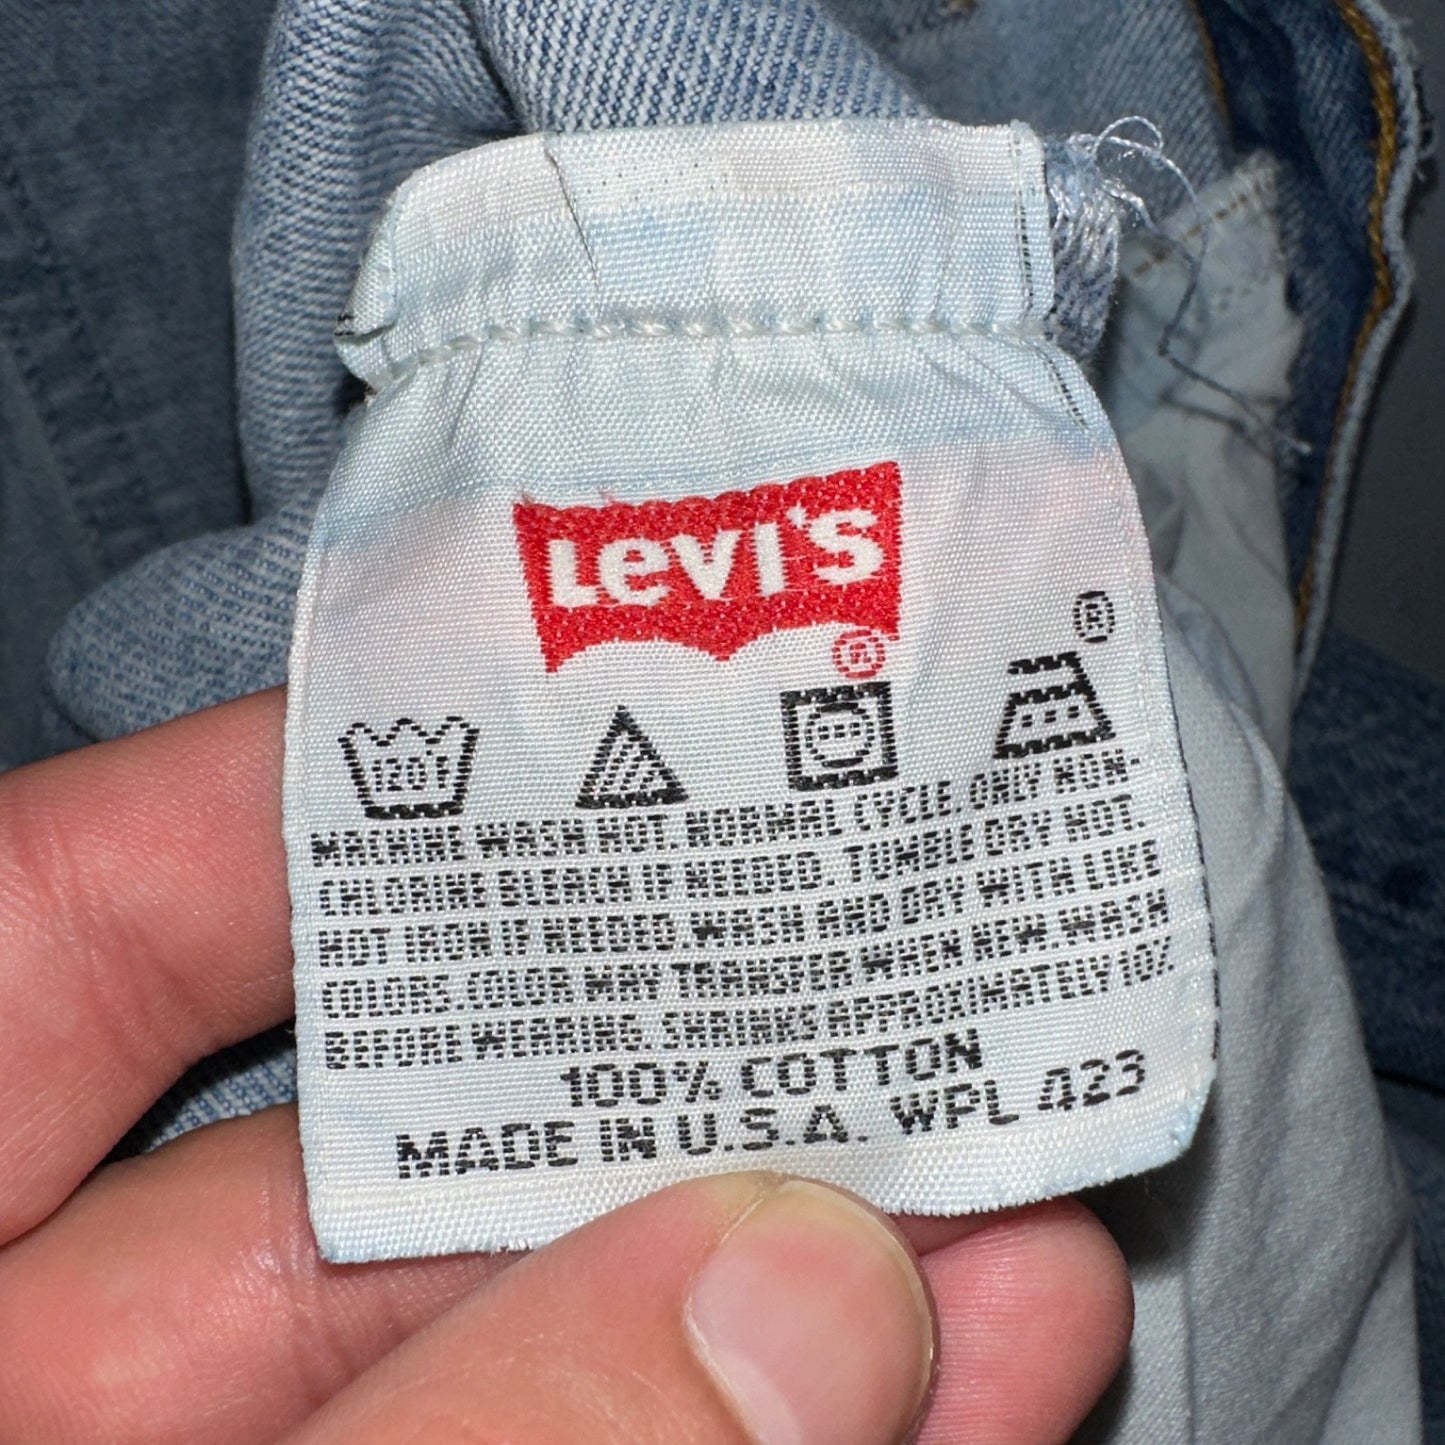 Levi's
®
®
120F
MACHINE WASH HOT. NORMAL CYCLE. ONLY NON-
CHLORINE BLEACH IF NEEDED. TUMBLE DRY HOT.
HOT IRON IF NEEDED. WASH AND DRY WITH LIKE
COLORS. COLOR MAY TRANSFER WHEN NEW. WASH
BEFORE WEARING. SHRINKS APPROXIMATELY 10%
100% COTTON
MADE IN U.S.A. WPL 423